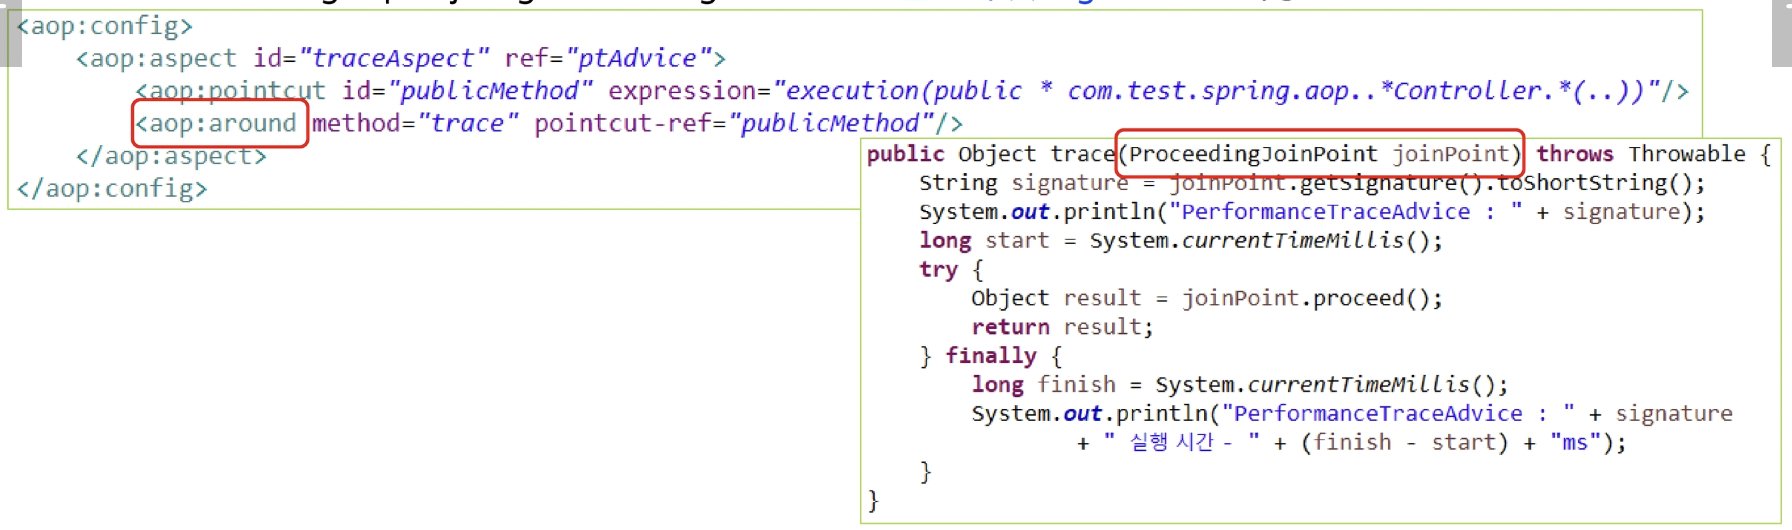 <aop:config>
<aop:aspect id="traceAspect" ref="ptAdvice">
<aop:pointcut id="publicMethod" expression="execution(public * com.test.spring.aop..*Controller.*(..))"/>
<aop:around method="trace" pointcut-ref="publicMethod"/>
</aop:aspect>
</aop:config>
public Object trace(ProceedingJoinPoint joinPoint) throws Throwable {
String signature = joinPoint.getSignature().toShortString();
System.out.println("PerformanceTraceAdvice : " + signature);
long start = System.currentTimeMillis();
try {
Object result = joinPoint.proceed();
return result;
} finally {
long finish = System.currentTimeMillis();
System.out.println("PerformanceTraceAdvice : " + signature
+ " 실행 시간 - " + (finish - start) + "ms");
}
}